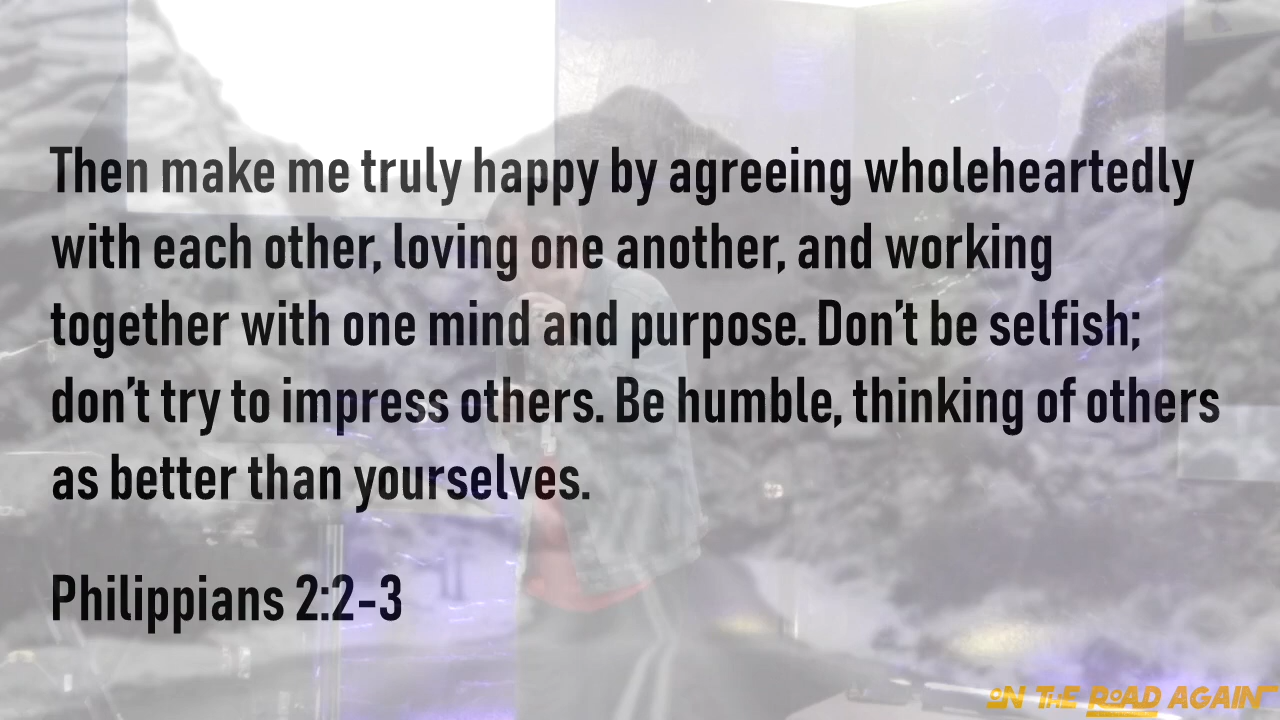 Then make me truly happy by agreeing wholeheartedly
with each other, loving one another, and working
together with one mind and purpose. Don’t be selfish;
don’t try to impress others. Be humble, thinking of others
as better than yourselves.
Philippians 2:2-3
ON THE ROAD AGAIN